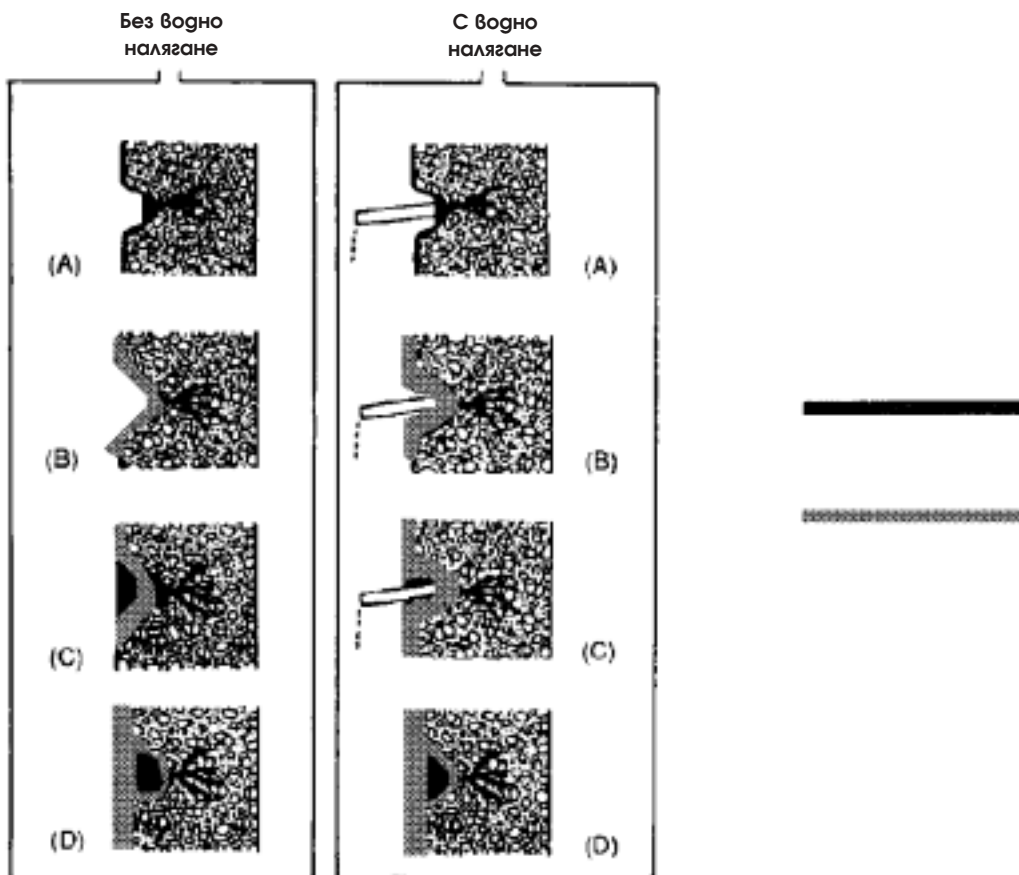 Без водно
налягане
С водно
налягане
(A)
(B)
(C)
(D)
(A)
(B)
(C)
(D)